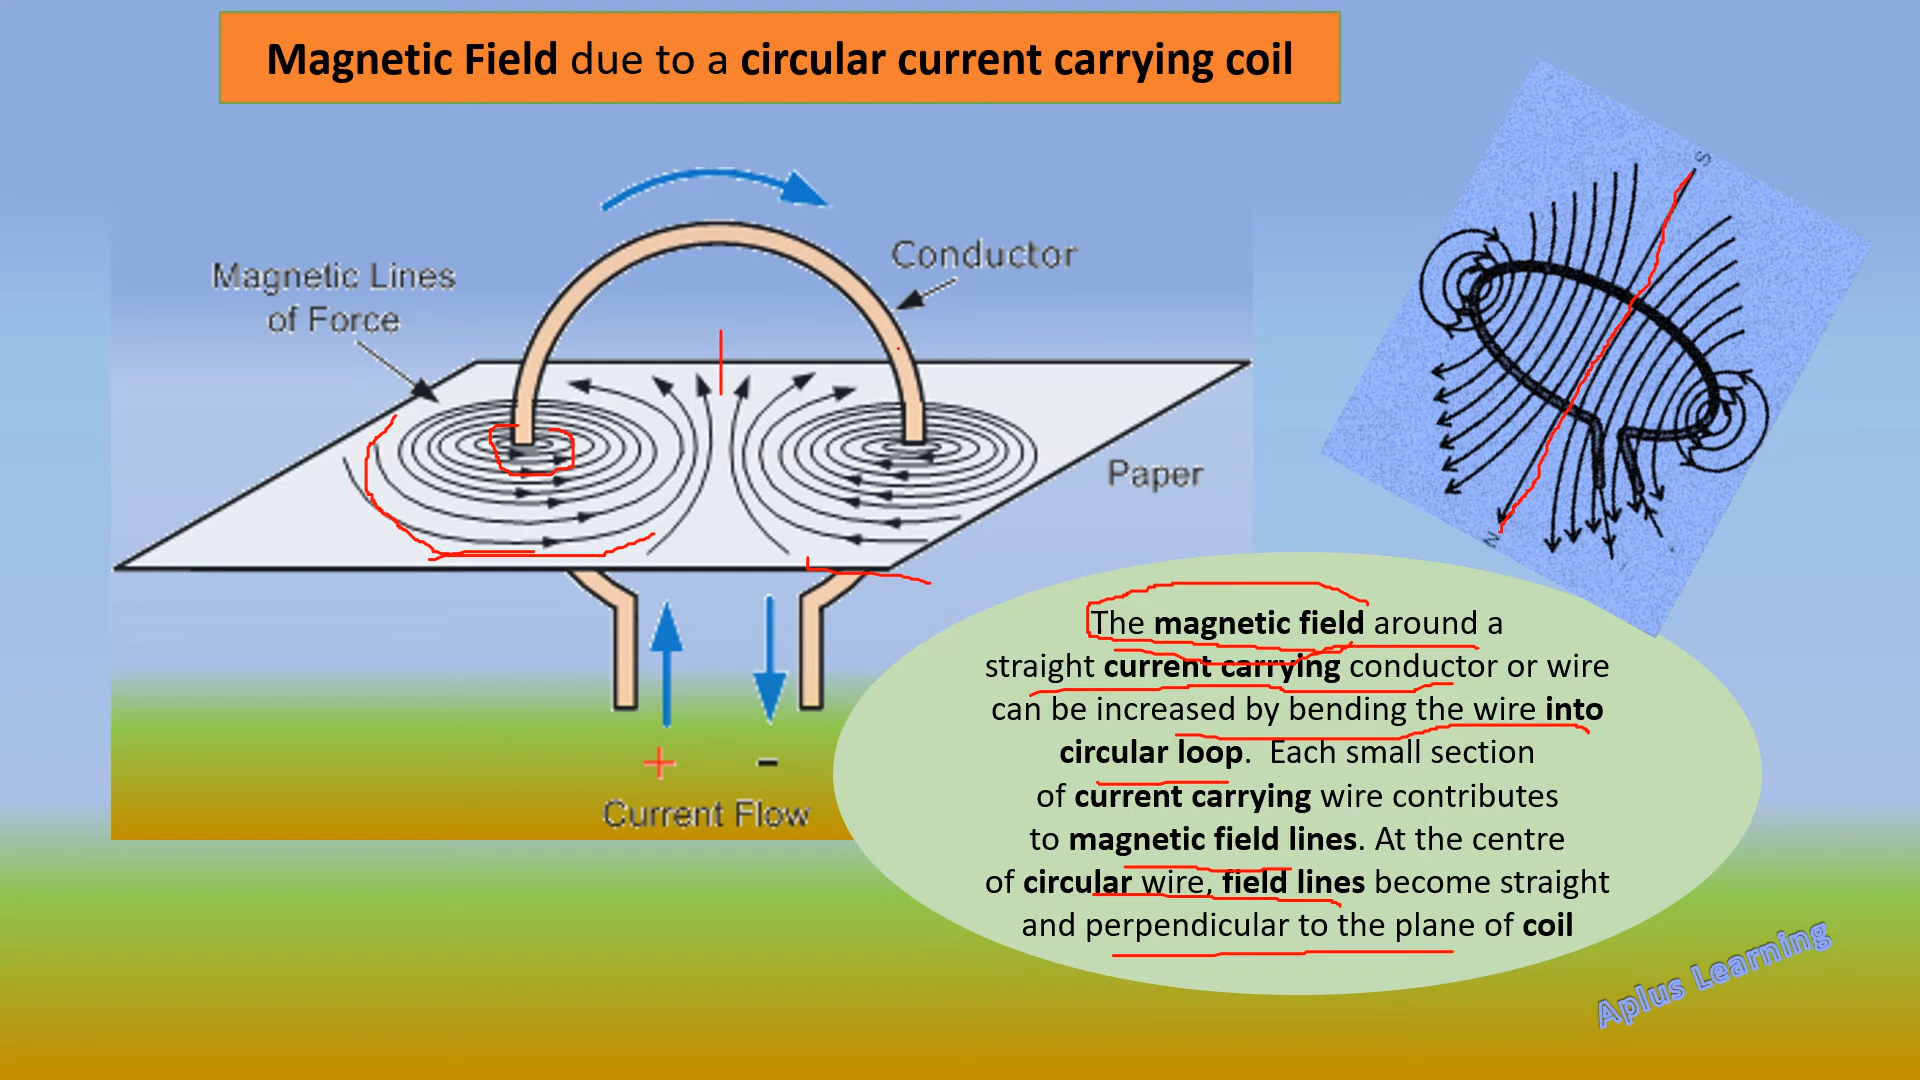 Magnetic Field due to a circular current carrying coil
Magnetic Lines
of Force
Conductor
Paper
+ -
Current Flow
S
N
The magnetic field around a
straight current carrying conductor or wire
can be increased by bending the wire into
circular loop. Each small section
of current carrying wire contributes
to magnetic field lines. At the centre
of circular wire, field lines become straight
and perpendicular to the plane of coil
Aplus Learning